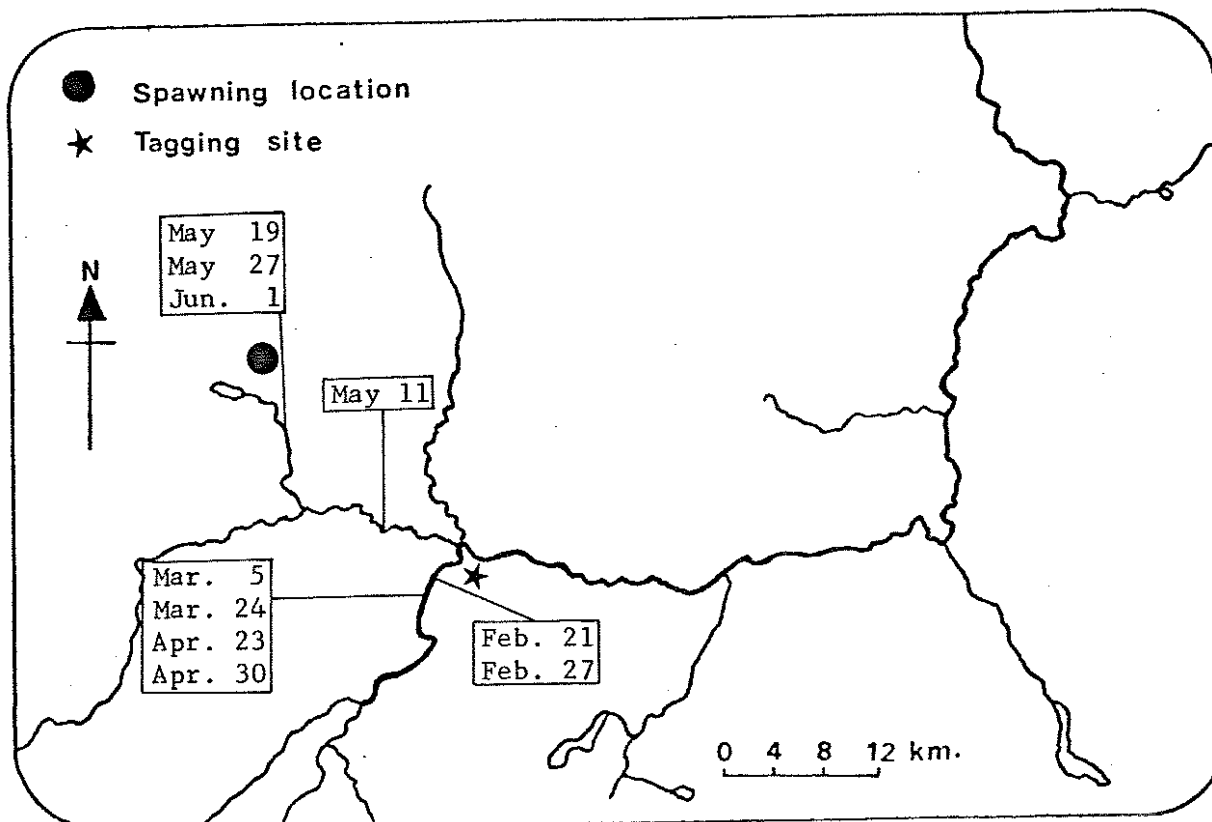 Spawning location
Tagging site
May 19
May 27
Jun. 1
N
May 11
Mar. 5
Mar. 24
Apr. 23
Apr. 30
Feb. 21
Feb. 27
0 4 8 12 km.